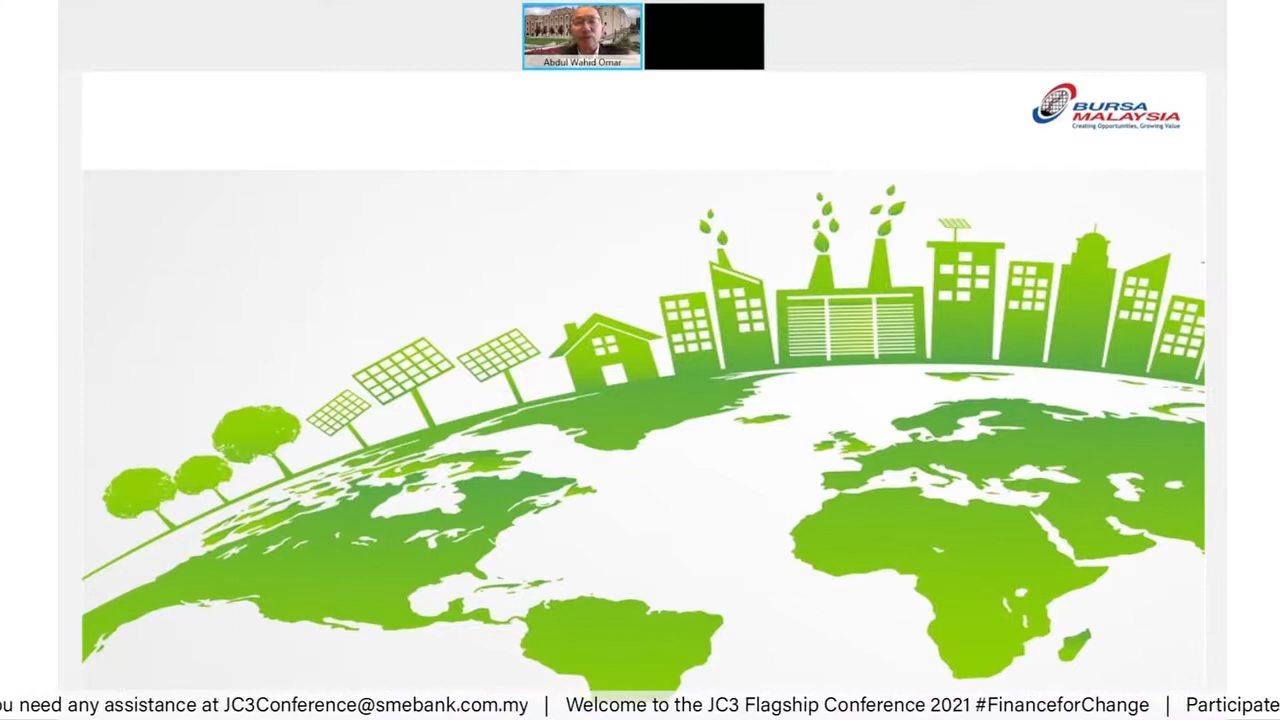 Abdul Wahid Omar
BURSA
MALAYSIA
Creating Opportunities, Growing Value
ou need any assistance at JC3Conference@smebank.com.my | Welcome to the JC3 Flagship Conference 2021 #FinanceforChange | Participate